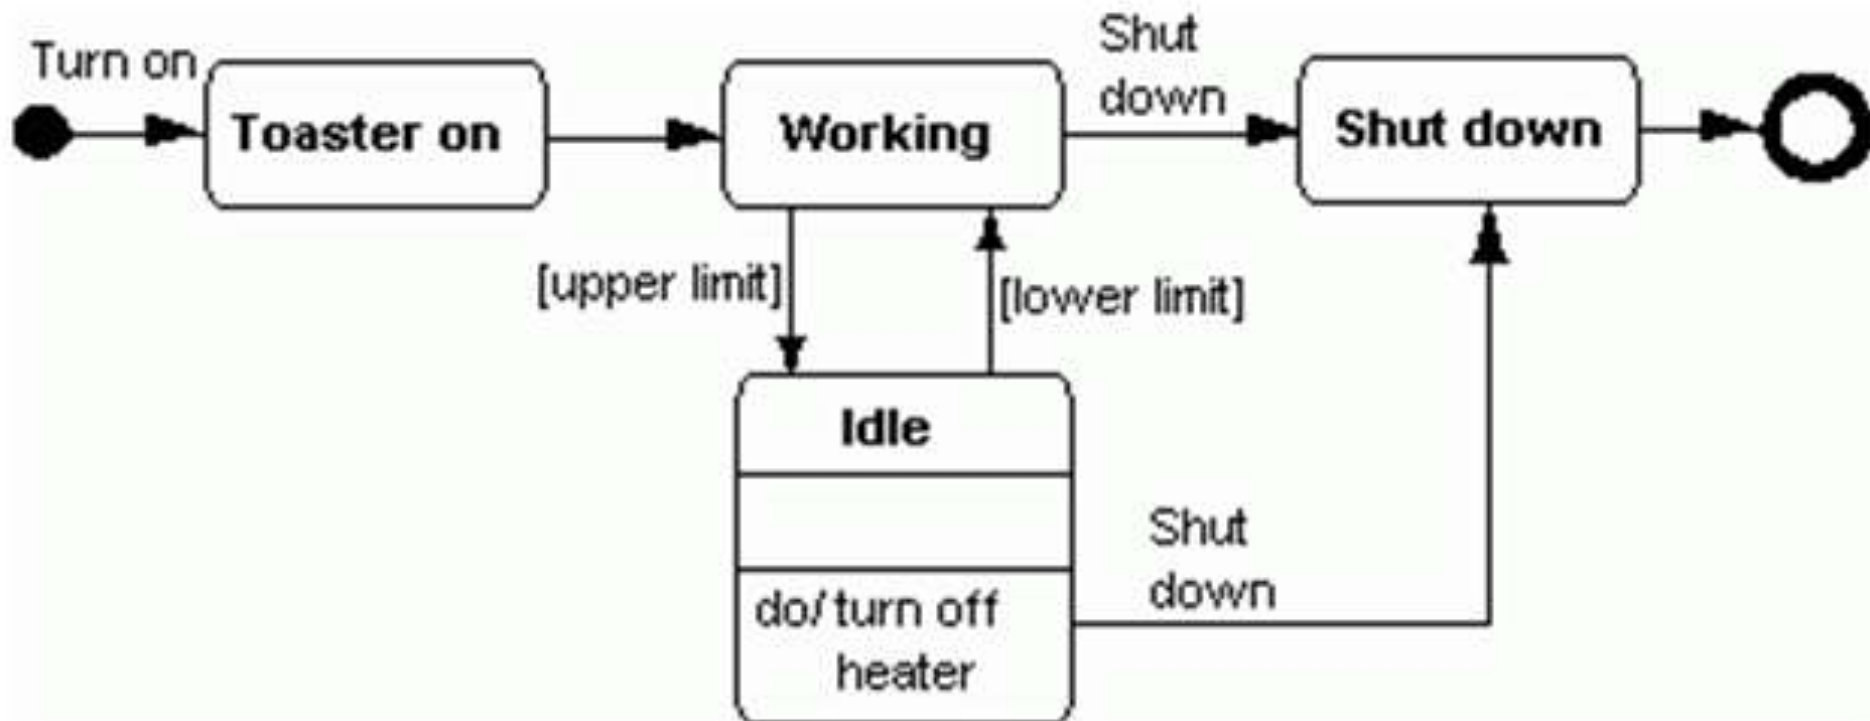 Turn on
Toaster on
Working
Shut
down
Shut down
[upper limit]
[lower limit]
Idle
do/ turn off
heater
Shut
down